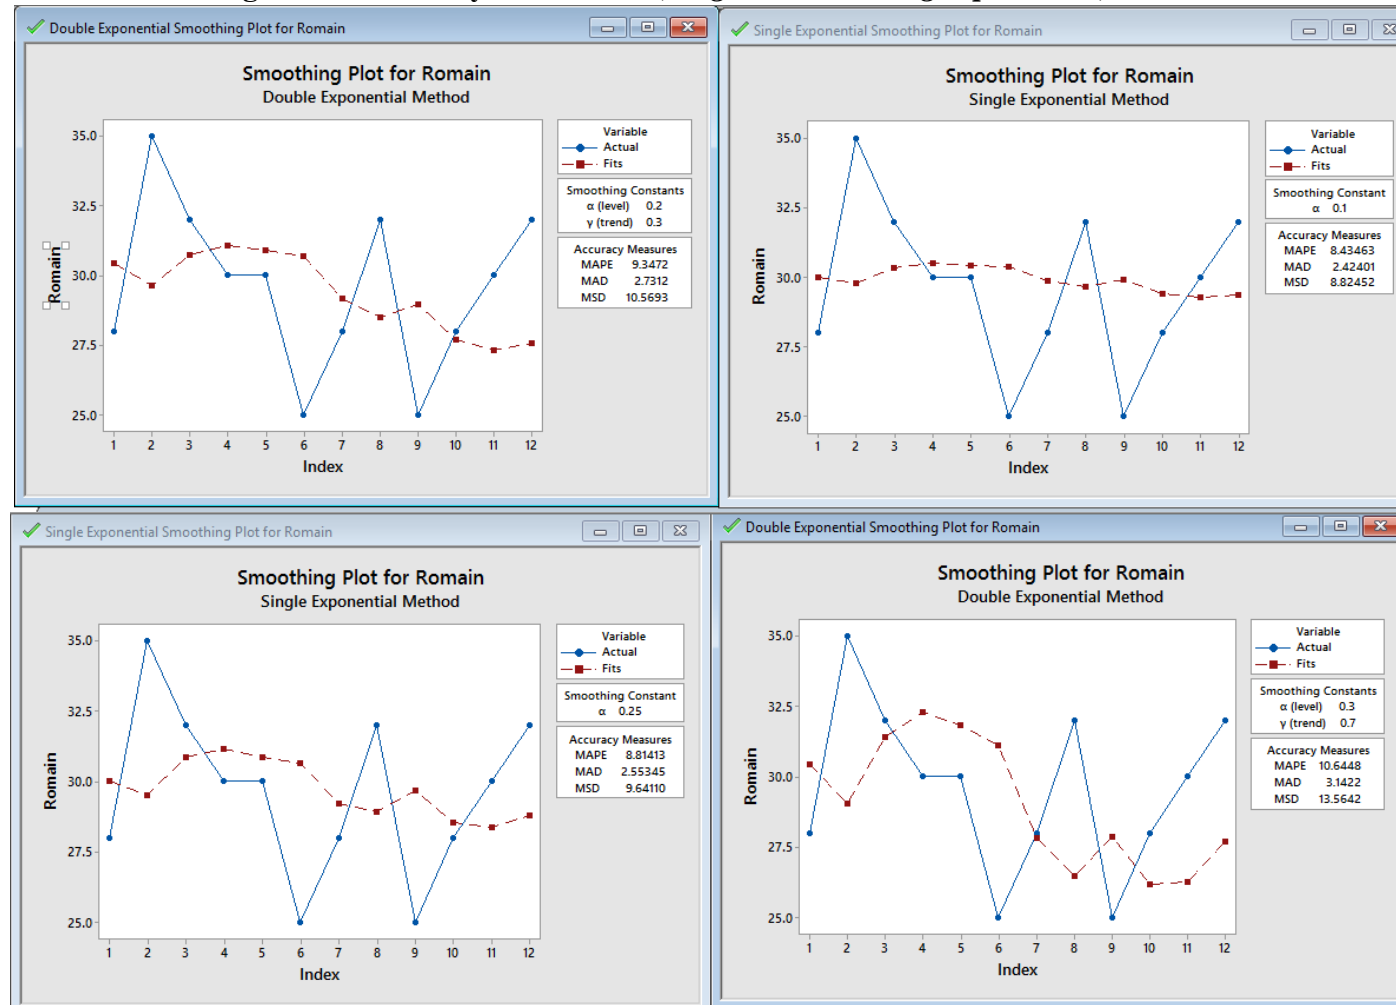 Double Exponential Smoothing Plot for Romain
Smoothing Plot for Romain
Double Exponential Method
35.0
32.5
30.0
27.5
25.0
Romain
1 2 3 4 5 6 7 8 9 10 11 12
Index
Variable
Actual
Fits
Smoothing Constants
α (level) 0.2
γ (trend) 0.3
Accuracy Measures
MAPE 9.3472
MAD 2.7312
MSD 10.5693
Single Exponential Smoothing Plot for Romain
Smoothing Plot for Romain
Single Exponential Method
35.0
32.5
30.0
27.5
25.0
Romain
1 2 3 4 5 6 7 8 9 10 11 12
Index
Variable
Actual
Fits
Smoothing Constant
α 0.1
Accuracy Measures
MAPE 8.43463
MAD 2.42401
MSD 8.82452
Single Exponential Smoothing Plot for Romain
Smoothing Plot for Romain
Single Exponential Method
35.0
32.5
30.0
27.5
25.0
Romain
1 2 3 4 5 6 7 8 9 10 11 12
Index
Variable
Actual
Fits
Smoothing Constant
α 0.25
Accuracy Measures
MAPE 8.81413
MAD 2.55345
MSD 9.64110
Double Exponential Smoothing Plot for Romain
Smoothing Plot for Romain
Double Exponential Method
35.0
32.5
30.0
27.5
25.0
Romain
1 2 3 4 5 6 7 8 9 10 11 12
Index
Variable
Actual
Fits
Smoothing Constants
α (level) 0.3
γ (trend) 0.7
Accuracy Measures
MAPE 10.6448
MAD 3.1422
MSD 13.5642